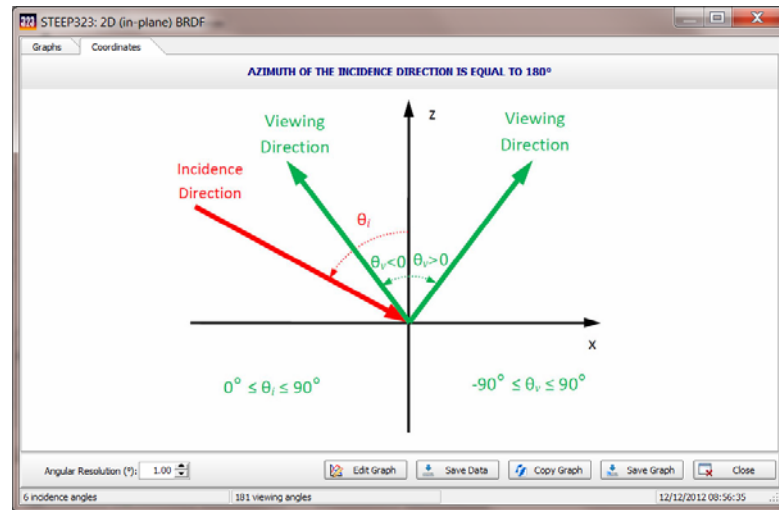 STEEP323: 2D (in-plane) BRDF
Graphs Coordinates
AZIMUTH OF THE INCIDENCE DIRECTION IS EQUAL TO 180º
Viewing
Direction
z
Viewing
Direction
Incidence
Direction
θi
θv<0 θv>0
x
0° ≤ θi ≤ 90°
-90° ≤ θv ≤ 90°
Angular Resolution (°): 1.00 Edit Graph Save Data Copy Graph Save Graph Close
6 incidence angles 181 viewing angles 12/12/2012 08:56:35